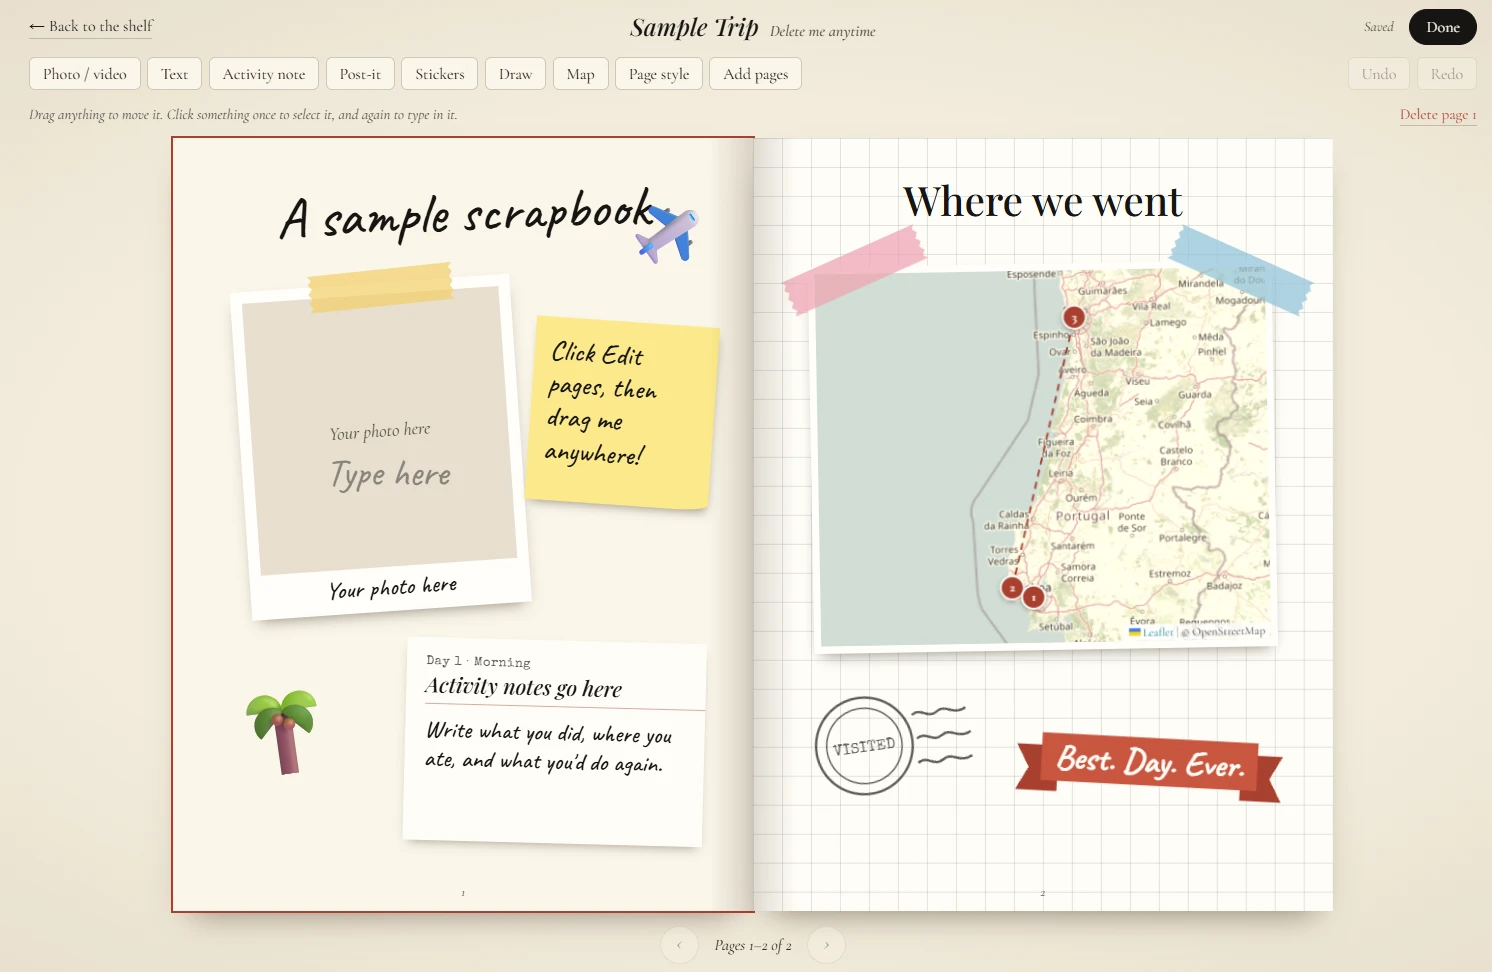 ← Back to the shelf
Sample Trip Delete me anytime
Saved Done
Photo / video Text Activity note Post-it Stickers Draw Map Page style Add pages
Undo Redo
Drag anything to move it. Click something once to select it, and again to type in it.
Delete page 1
A sample scrapbook
Your photo here
Type here
Your photo here
Click Edit
pages, then
drag me
anywhere!
Day 1 · Morning
Activity notes go here
Write what you did, where you
ate, and what you'd do again.
1
Where we went
Esposende
Guimarães
Mirandela
Vila Real
Mogadouro
3
Lamego
Espinho
Mêda
São João
da Madeira
Ovar
Pinhel
Aveiro
Viseu
Águeda
Seia
Guarda
Coimbra
Covilhã
Figueira
da Foz
Castelo
Branco
Leiria
Ourém
Caldas
da Rainha
Portugal
Ponte
de Sor
Portalegre
Torres
Vedras
Santarém
Samora
Correia
Estremoz
Badajoz
2
1
Setúbal
Évora
Leaflet | © OpenStreetMap
VISITED
Best. Day. Ever.
2
‹ Pages 1–2 of 2 ›